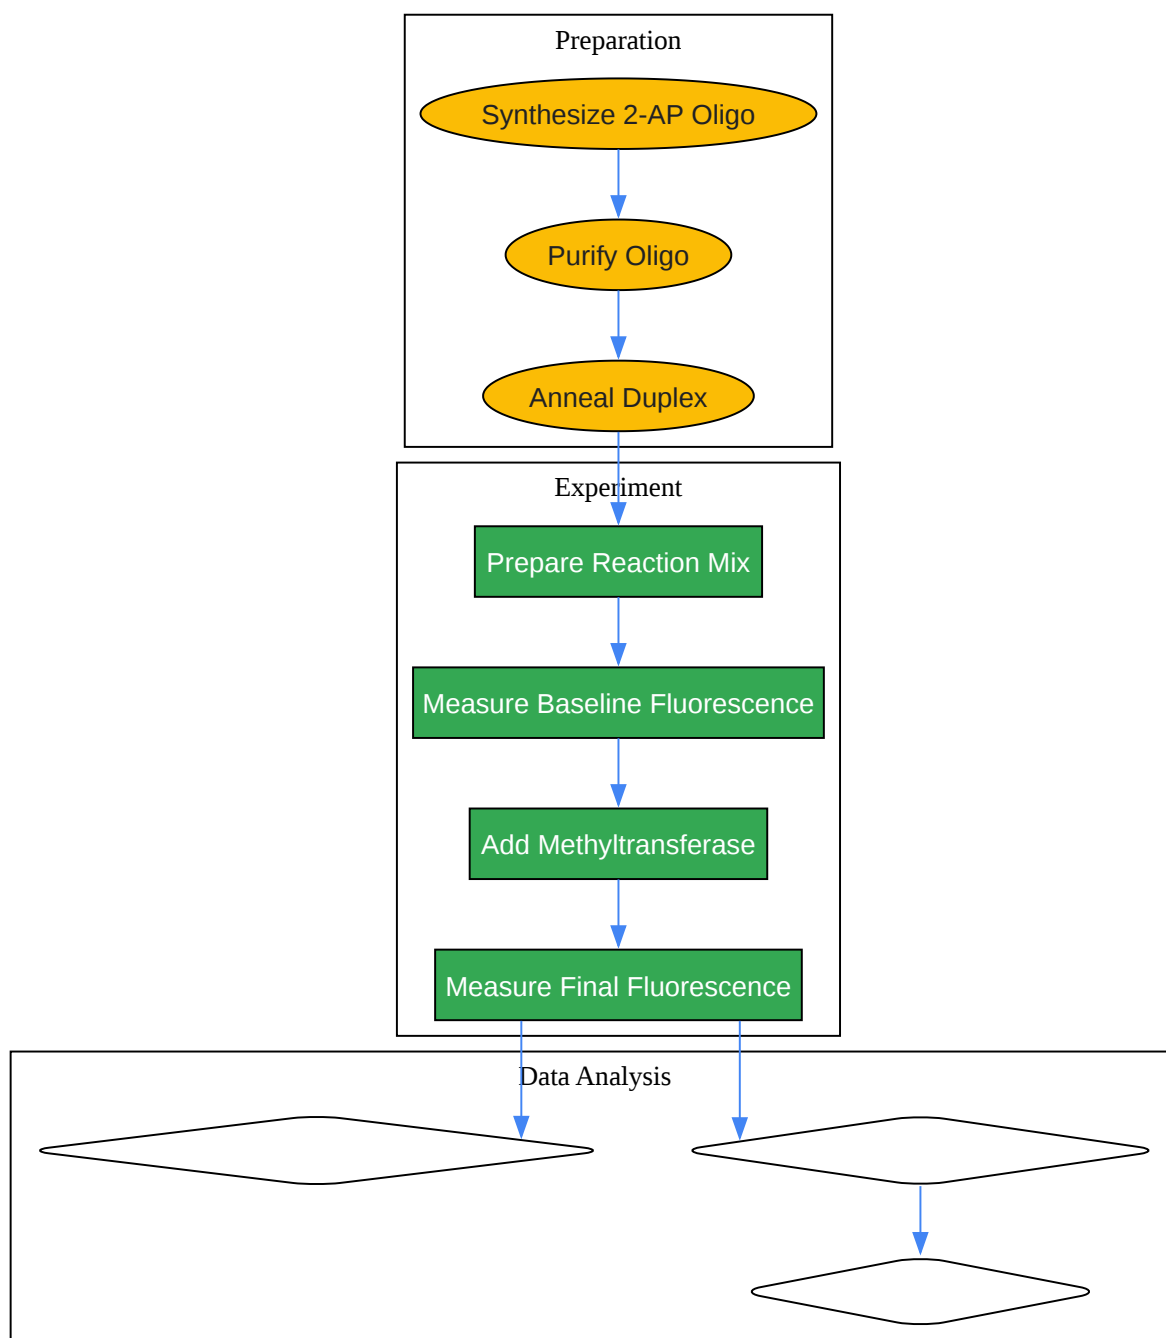 Preparation
Synthesize 2-AP Oligo
Purify Oligo
Anneal Duplex
Experiment
Prepare Reaction Mix
Measure Baseline Fluorescence
Add Methyltransferase
Measure Final Fluorescence
Data Analysis